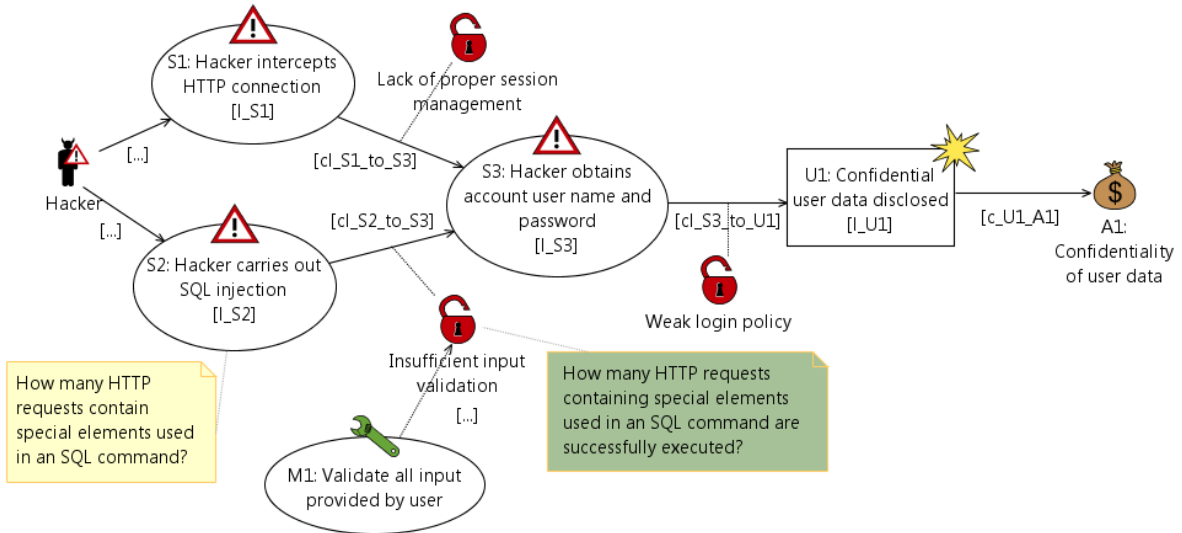 S1: Hacker intercepts
HTTP connection
[l_S1]
Lack of proper session
management
[...]
[cl_S1_to_S3]
Hacker
[...]
S2: Hacker carries out
SQL injection
[l_S2]
[cl_S2_to_S3]
S3: Hacker obtains
account user name and
password
[l_S3]
[cl_S3_to_U1]
U1: Confidential
user data disclosed
[l_U1]
[c_U1_A1]
$
A1:
Confidentiality
of user data
Weak login policy
Insufficient input
validation
[...]
How many HTTP
requests contain
special elements used
in an SQL command?
How many HTTP requests
containing special elements
used in an SQL command are
successfully executed?
M1: Validate all input
provided by user